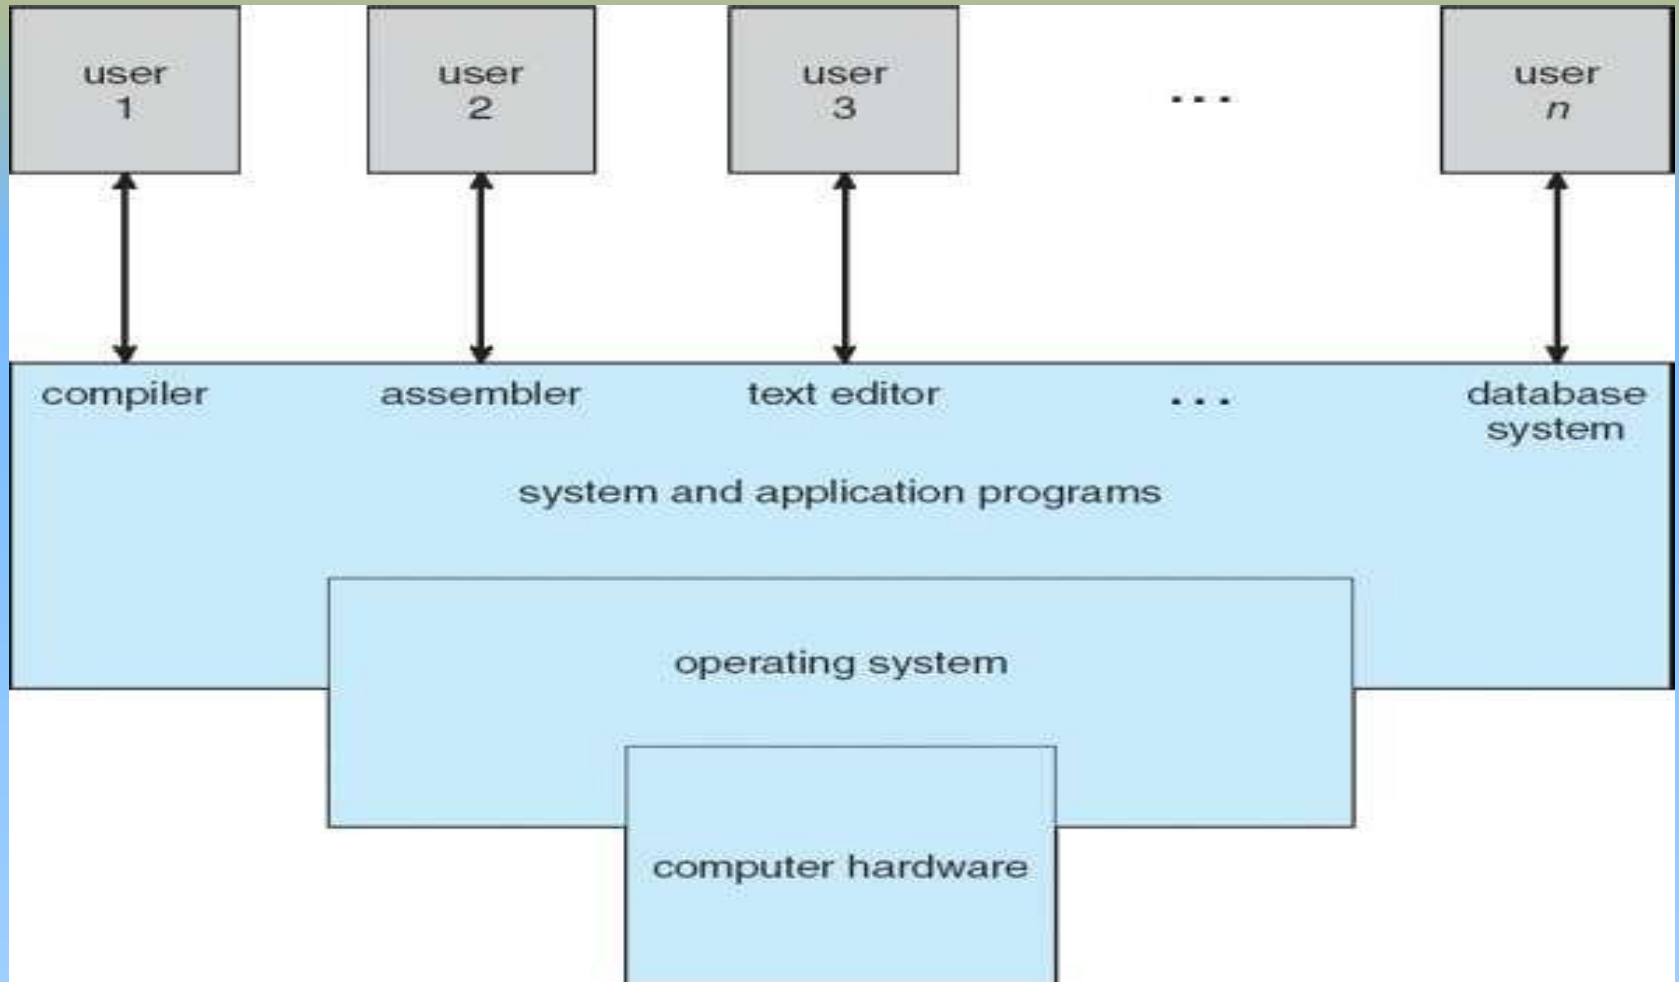 user
1
user
2
user
3
...
user
n
compiler
assembler
text editor
...
database
system
system and application programs
operating system
computer hardware